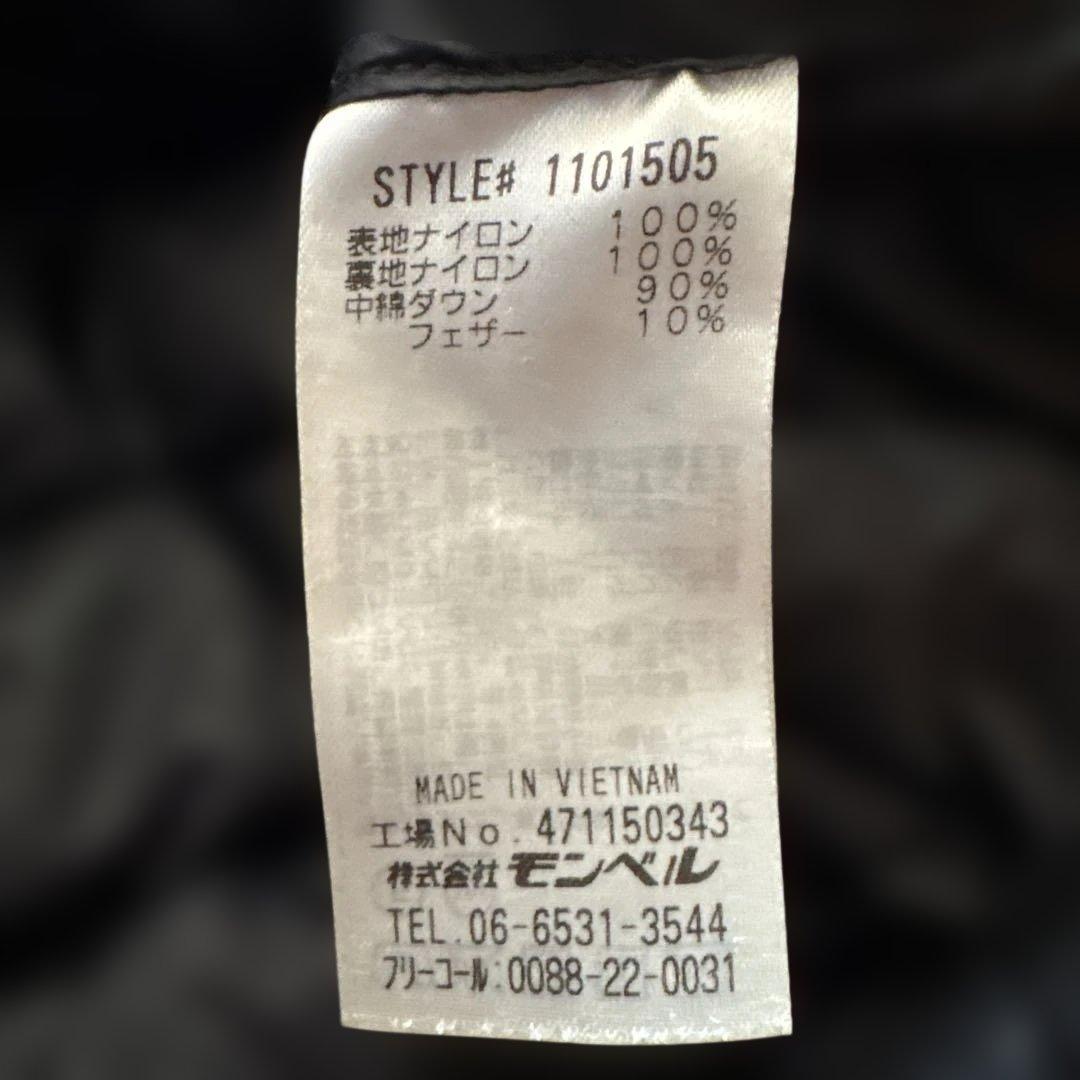 STYLE# 1101505
表地ナイロン 100%
裏地ナイロン 100%
中綿ダウン 90%
フェザー 10%
MADE IN VIETNAM
工場No. 471150343
株式会社 モンベル
TEL.06-6531-3544
フリーコール:0088-22-0031